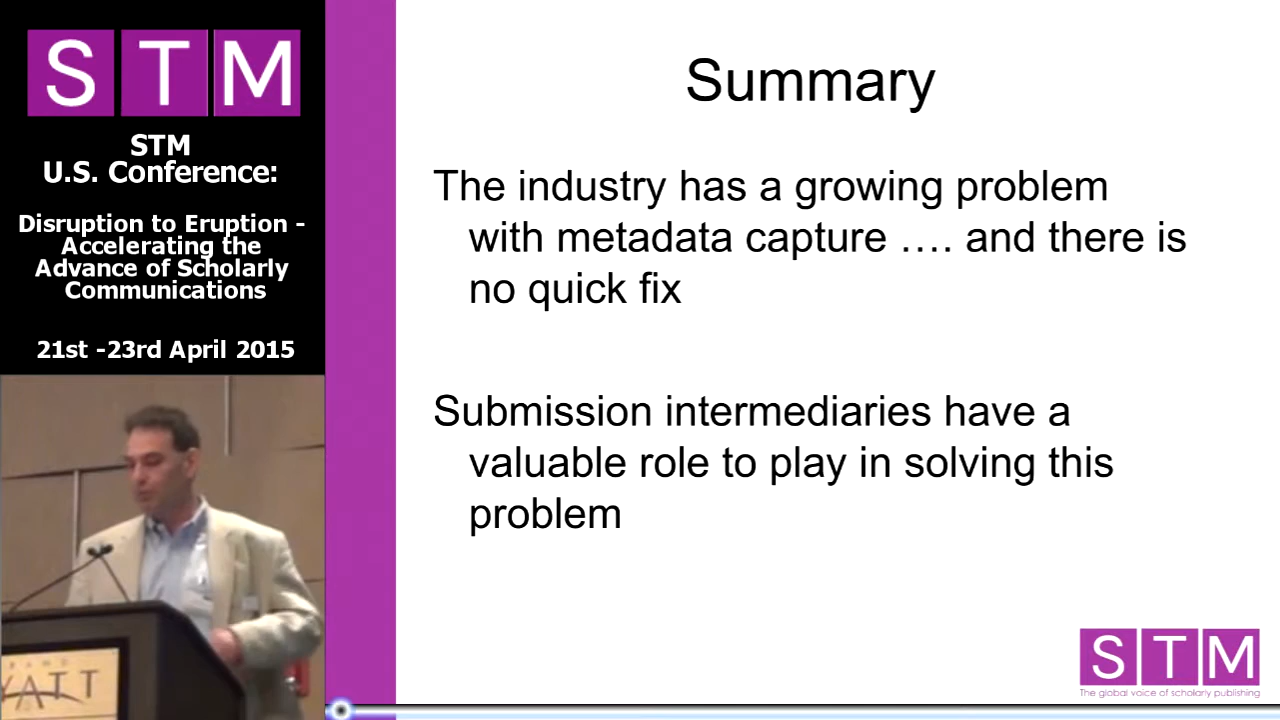 STM
STM
U.S. Conference:
Disruption to Eruption -
Accelerating the
Advance of Scholarly
Communications
21st -23rd April 2015
Summary
The industry has a growing problem
with metadata capture .... and there is
no quick fix
Submission intermediaries have a
valuable role to play in solving this
problem
STM
The global voice of scholarly publishing